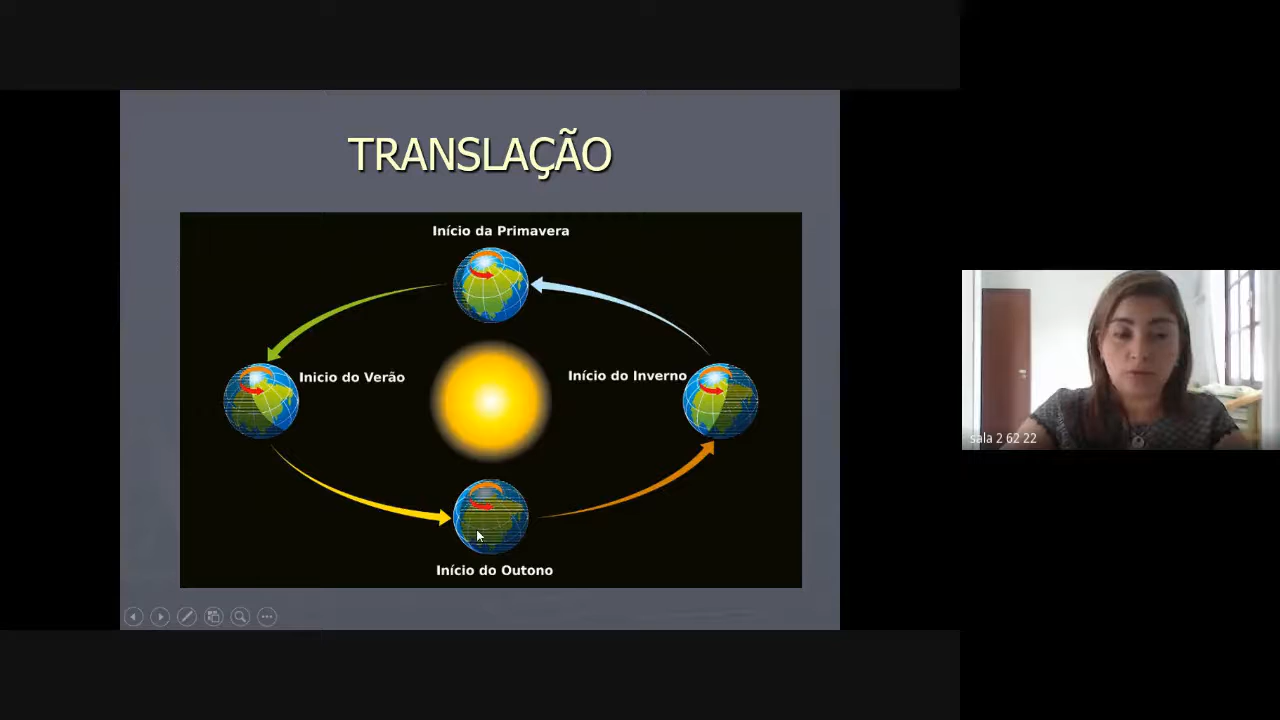 TRANSLAÇÃO
Início da Primavera
Inicio do Verão
Início do Inverno
Início do Outono
sala 2 62 22